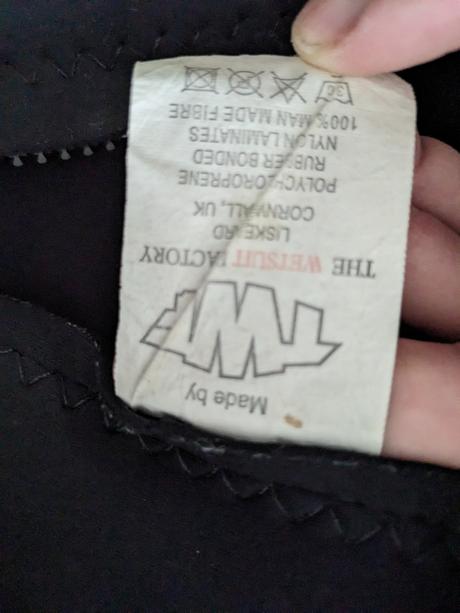 Made by
TWF
THE WETSUIT FACTORY
LISKEARD
CORNWALL, UK
POLYCHLOROPRENE
RUBBER BONDED
NYLON LAMINATES
100% MAN MADE FIBRE
30